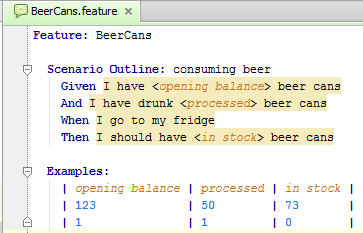 BeerCans.feature
Feature: BeerCans
Scenario Outline: consuming beer
Given I have <opening balance> beer cans
And I have drunk <processed> beer cans
When I go to my fridge
Then I should have <in stock> beer cans
Examples:
| opening balance | processed | in stock |
| 123 | 50 | 73 |
| 1 | 1 | 0 |